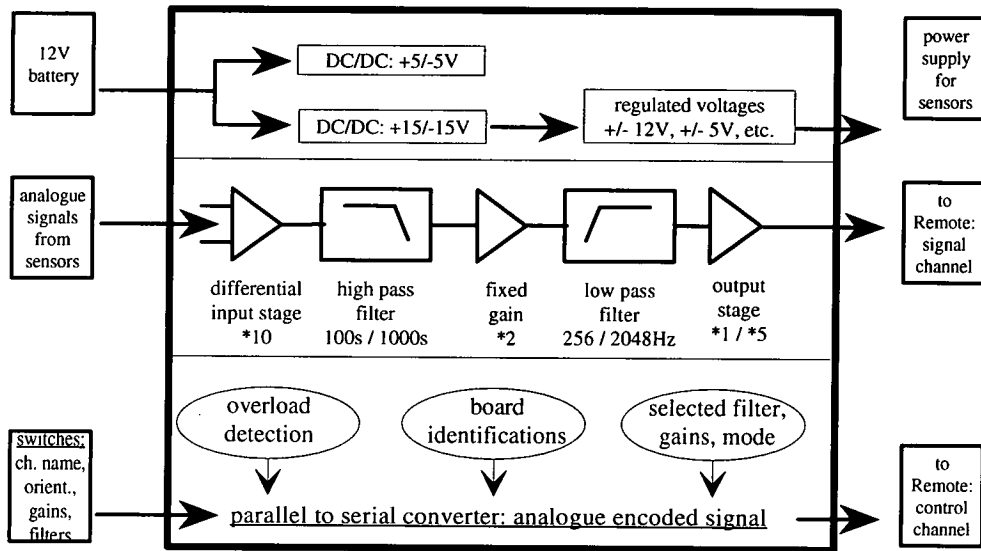 12V
battery
DC/DC: +5/-5V
DC/DC: +15/-15V
regulated voltages
+/- 12V, +/- 5V, etc.
power
supply
for
sensors
analogue
signals
from
sensors
differential
input stage
*10
high pass
filter
100s / 1000s
fixed
gain
*2
low pass
filter
256 / 2048Hz
output
stage
*1 / *5
to
Remote:
signal
channel
switches:
ch. name,
orient.,
gains,
filters
overload
detection
board
identifications
selected filter,
gains, mode
parallel to serial converter: analogue encoded signal
to
Remote:
control
channel